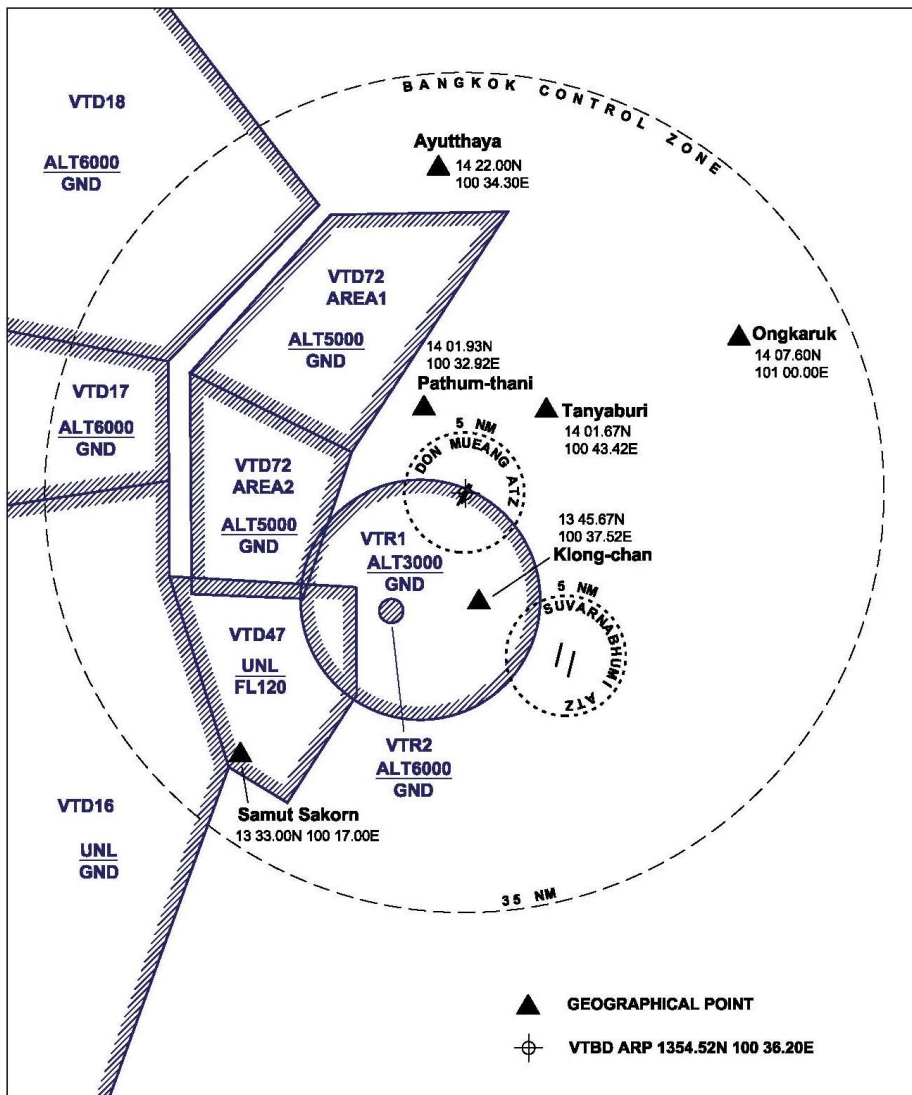 BANGKOK CONTROL ZONE
VTD18
ALT6000
GND
Ayutthaya
14 22.00N
100 34.30E
VTD72
AREA1
ALT5000
GND
Ongkaruk
14 07.60N
101 00.00E
14 01.93N
100 32.92E
Pathum-thani
VTD17
ALT6000
GND
Tanyaburi
14 01.67N
100 43.42E
5 NM
DON MUEANG ATZ
VTD72
AREA2
ALT5000
GND
VTR1
ALT3000
GND
13 45.67N
100 37.52E
Klong-chan
5 NM
SUVARNABHUMI ATZ
VTD47
UNL
FL120
VTR2
ALT6000
GND
Samut Sakorn
13 33.00N 100 17.00E
VTD16
UNL
GND
35 NM
GEOGRAPHICAL POINT
VTBD ARP 1354.52N 100 36.20E